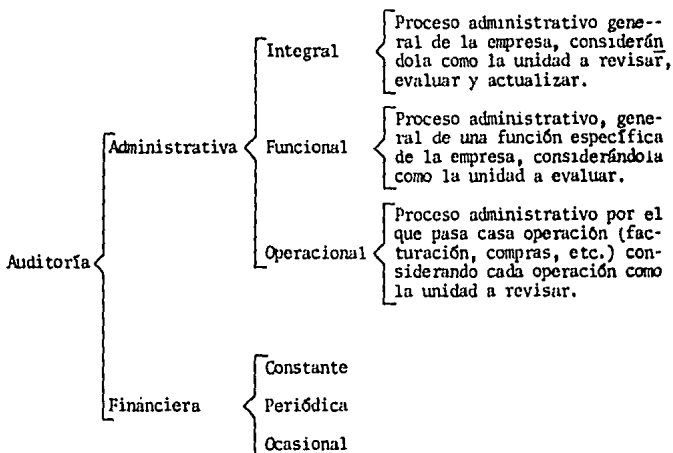 Integral
Proceso administrativo gene--
ral de la empresa, considerán
dola como la unidad a revisar,
evaluar y actualizar.
Administrativa
Funcional
Proceso administrativo, gene-
ral de una función específica
de la empresa, considerándola
como la unidad a evaluar.
Operacional
Proceso administrativo por el
que pasa casa operación (fac-
turación, compras, etc.) con-
siderando cada operación como
la unidad a revisar.
Auditoría
Financiera
Constante
Periódica
Ocasional